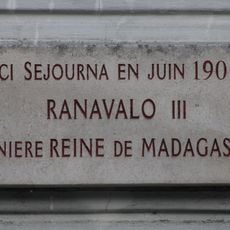 CI SEJOURNA EN JUIN 190
RANAVALO III
NIERE REINE DE MADAGAS